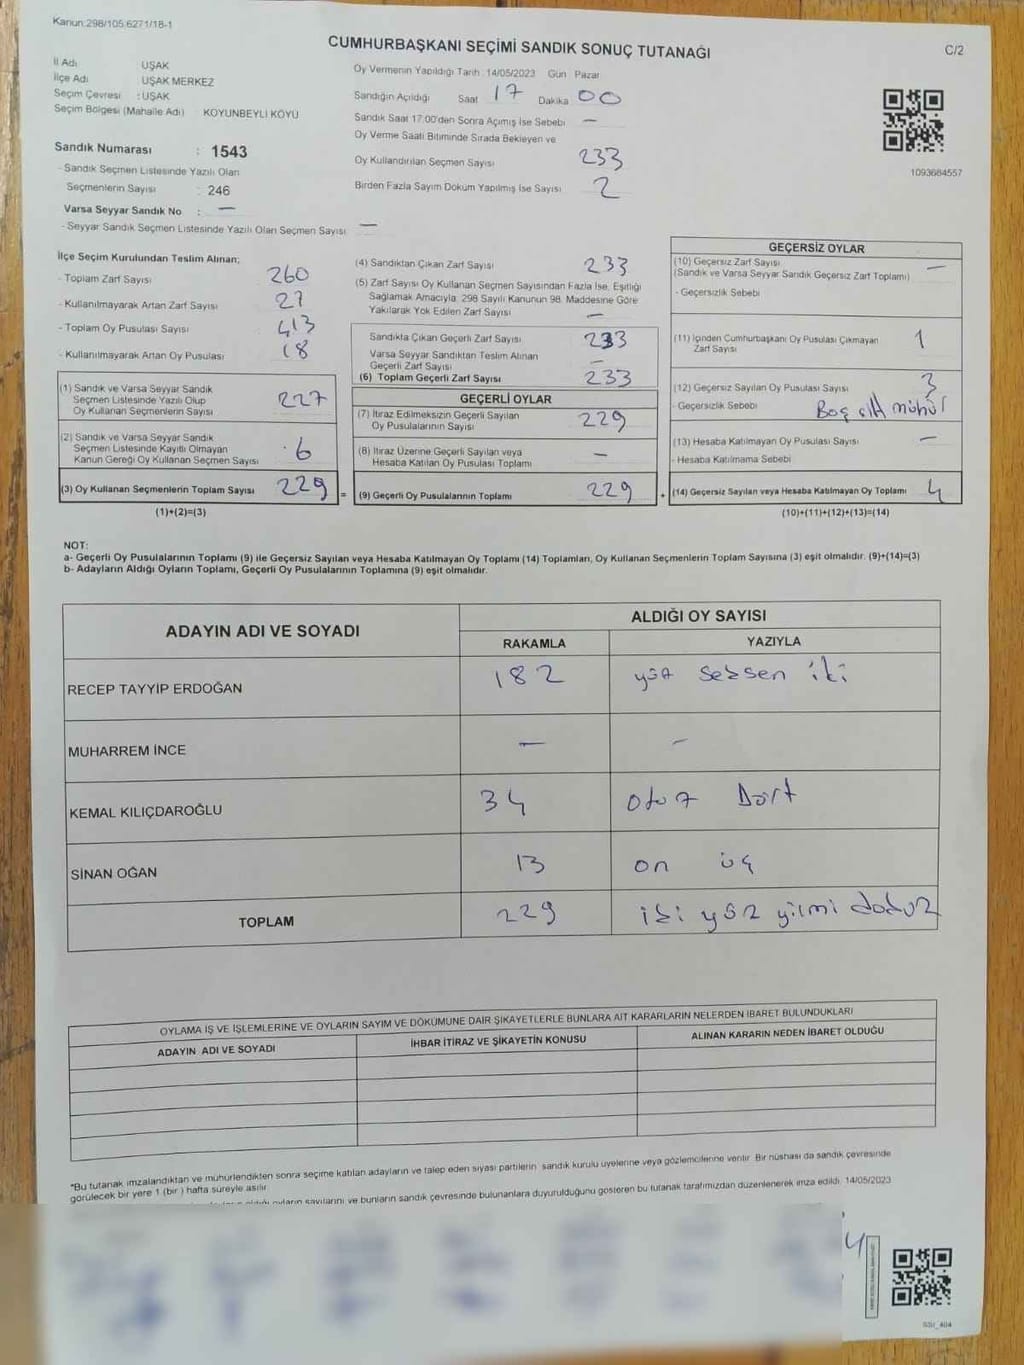 Kanun:298/105 6271/18-1
CUMHURBAŞKANI SEÇİMİ SANDIK SONUÇ TUTANAĞI
C/2
İl Adı UŞAK
İlçe Adı UŞAK MERKEZ
Seçim Çevresi : UŞAK
Seçim Bölgesi (Mahalle Adı) KOYUNBEYLİ KÖYÜ
Sandık Numarası : 1543
- Sandık Seçmen Listesinde Yazılı Olan
Seçmenlerin Sayısı : 246
Varsa Seyyar Sandık No : —
- Seyyar Sandık Seçmen Listesinde Yazılı Olan Seçmen Sayısı —
Oy Vermenin Yapıldığı Tarih : 14/05/2023 Gün Pazar
Sandığın Açıldığı Saat 17 Dakika 00
Sandık Saat 17.00'den Sonra Açımış İse Sebebi —
Oy Verme Saati Bitiminde Sırada Bekleyen ve
Oy Kullandırılan Seçmen Sayısı 233
Birden Fazla Sayım Döküm Yapılmış İse Sayısı 2
1093684557
İlçe Seçim Kurulundan Teslim Alınan;
- Toplam Zarf Sayısı 260
- Kullanılmayarak Artan Zarf Sayısı 27
- Toplam Oy Pusulası Sayısı 413
- Kullanılmayarak Artan Oy Pusulası 18
(1) Sandık ve Varsa Seyyar Sandık
Seçmen Listesinde Yazılı Olup
Oy Kullanan Seçmenlerin Sayısı 227
(2) Sandık ve Varsa Seyyar Sandık
Seçmen Listesinde Kayıtlı Olmayan
Kanun Gereği Oy Kullanan Seçmen Sayısı 6
(3) Oy Kullanan Seçmenlerin Toplam Sayısı 229 =
(1)+(2)=(3)
(4) Sandıktan Çıkan Zarf Sayısı 233
(5) Zarf Sayısı Oy Kullanan Seçmen Sayısından Fazla İse, Eşitliği
Sağlamak Amacıyla; 298 Sayılı Kanunun 98. Maddesine Göre
Yakılarak Yok Edilen Zarf Sayısı —
Sandıkta Çıkan Geçerli Zarf Sayısı 233
Varsa Seyyar Sandıktan Teslim Alınan
Geçerli Zarf Sayısı —
(6) Toplam Geçerli Zarf Sayısı 233
GEÇERLİ OYLAR
(7) İtiraz Edilmeksizin Geçerli Sayılan
Oy Pusulalarının Sayısı 229
(8) İtiraz Üzerine Geçerli Sayılan veya
Hesaba Katılan Oy Pusulası Toplamı —
(9) Geçerli Oy Pusulalarının Toplamı 229 +
GEÇERSİZ OYLAR
(10) Geçersiz Zarf Sayısı —
(Sandık ve Varsa Seyyar Sandık Geçersiz Zarf Toplamı)
- Geçersizlik Sebebi
(11) İçinden Cumhurbaşkanı Oy Pusulası Çıkmayan 1
Zarf Sayısı
(12) Geçersiz Sayılan Oy Pusulası Sayısı 3
- Geçersizlik Sebebi Boş çift mühür
(13) Hesaba Katılmayan Oy Pusulası Sayısı —
- Hesaba Katılmama Sebebi
(14) Geçersiz Sayılan veya Hesaba Katılmayan Oy Toplamı 4
(10)+(11)+(12)+(13)=(14)
NOT:
a- Geçerli Oy Pusulalarının Toplamı (9) ile Geçersiz Sayılan veya Hesaba Katılmayan Oy Toplamı (14) Toplamları, Oy Kullanan Seçmenlerin Toplam Sayısına (3) eşit olmalıdır. (9)+(14)=(3)
b- Adayların Aldığı Oyların Toplamı, Geçerli Oy Pusulalarının Toplamına (9) eşit olmalıdır.
ADAYIN ADI VE SOYADI
ALDIĞI OY SAYISI
RAKAMLA YAZIYLA
RECEP TAYYİP ERDOĞAN 182 yüz seksen iki
MUHARREM İNCE — —
KEMAL KILIÇDAROĞLU 34 otuz Dört
SİNAN OĞAN 13 on üç
TOPLAM 229 iki yüz yirmi dokuz
OYLAMA İŞ VE İŞLEMLERİNE VE OYLARIN SAYIM VE DÖKÜMÜNE DAİR ŞİKAYETLERLE BUNLARA AİT KARARLARIN NELERDEN İBARET BULUNDUKLARI
ADAYIN ADI VE SOYADI İHBAR İTİRAZ VE ŞİKAYETİN KONUSU ALINAN KARARIN NEDEN İBARET OLDUĞU
*Bu tutanak imzalandıktan ve mühürlendikten sonra seçime katılan adayların ve talep eden siyasi partilerin sandık kurulu üyelerine veya gözlemcilerine verilir. Bir nüshası da sandık çevresinde
görülecek bir yere 1 (bir) hafta süreyle asılır.
oyların sayılarını ve bunların sandık çevresinde bulunanlara duyurulduğunu gösteren bu tutanak tarafımızdan düzenlenerek imza edildi. 14/05/2023